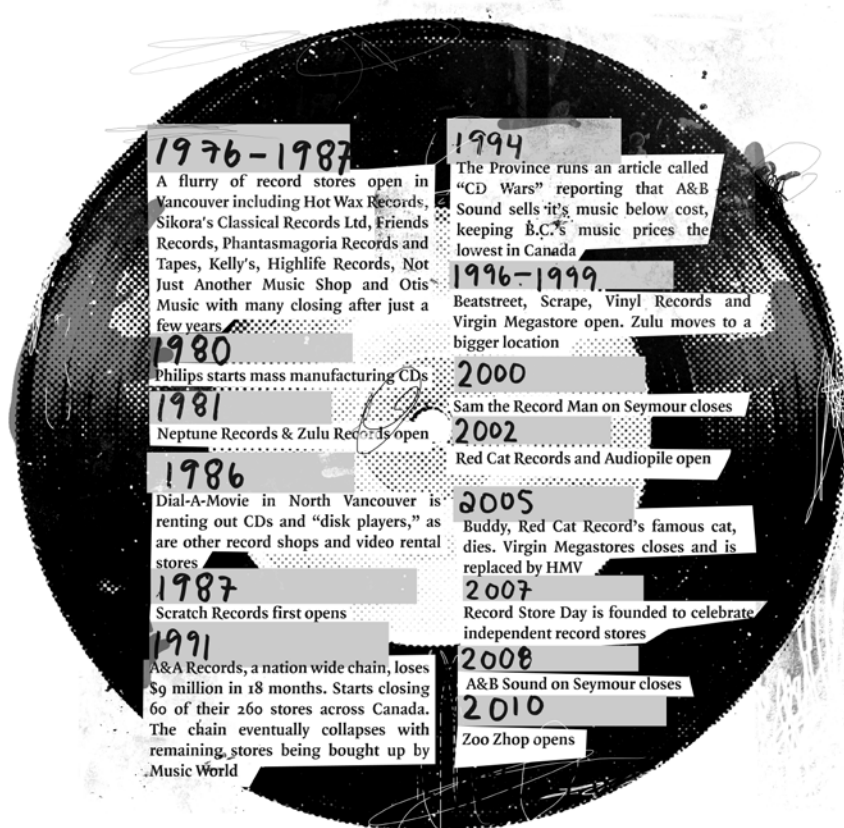 1976-1987
A flurry of record stores open in
Vancouver including Hot Wax Records,
Sikora's Classical Records Ltd, Friends
Records, Phantasmagoria Records and
Tapes, Kelly's, Highlife Records, Not
Just Another Music Shop and Otis
Music with many closing after just a
few years
1980
Philips starts mass manufacturing CDs
1981
Neptune Records & Zulu Records open
1986
Dial-A-Movie in North Vancouver is
renting out CDs and “disk players,” as
are other record shops and video rental
stores
1987
Scratch Records first opens
1991
A&A Records, a nation wide chain, loses
$9 million in 18 months. Starts closing
60 of their 260 stores across Canada.
The chain eventually collapses with
remaining stores being bought up by
Music World
1994
The Province runs an article called
“CD Wars” reporting that A&B
Sound sells it's music below cost,
keeping B.C.'s music prices the
lowest in Canada
1996-1999
Beatstreet, Scrape, Vinyl Records and
Virgin Megastore open. Zulu moves to a
bigger location
2000
Sam the Record Man on Seymour closes
2002
Red Cat Records and Audiopile open
2005
Buddy, Red Cat Record's famous cat,
dies. Virgin Megastores closes and is
replaced by HMV
2007
Record Store Day is founded to celebrate
independent record stores
2008
A&B Sound on Seymour closes
2010
Zoo Zhop opens